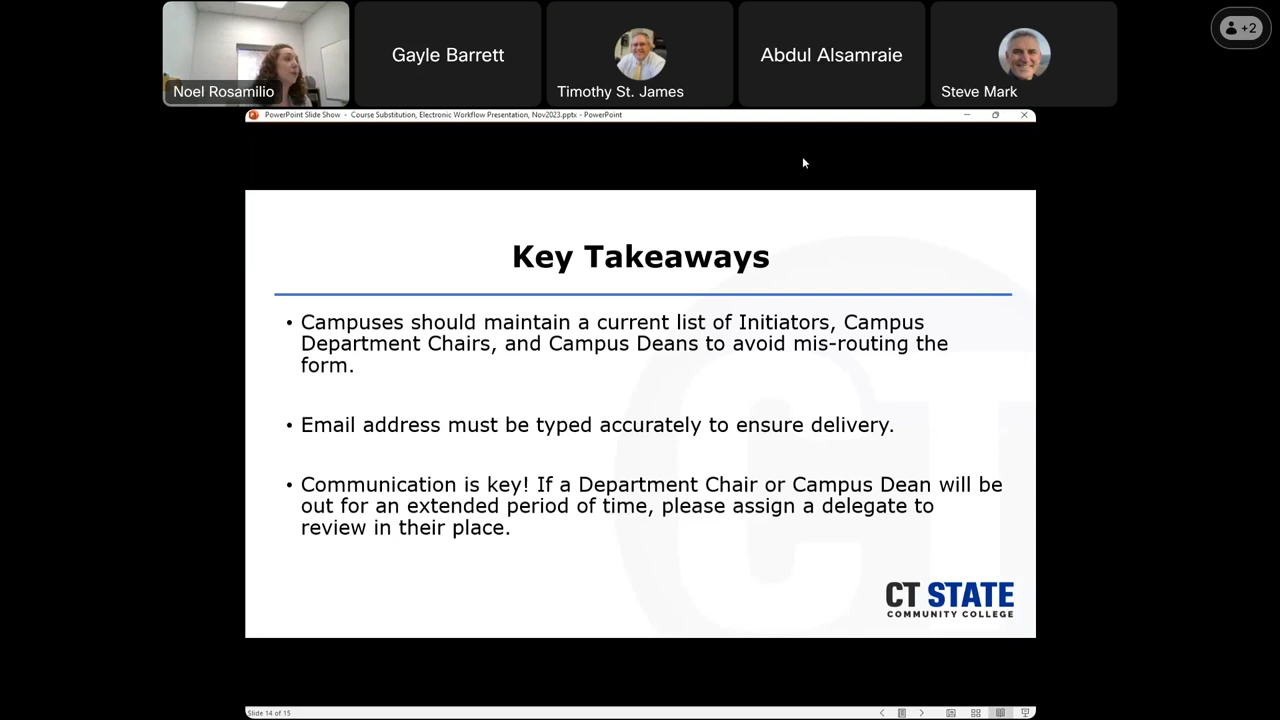 +2
Noel Rosamilio
Gayle Barrett
Timothy St. James
Abdul Alsamraie
Steve Mark
PowerPoint Slide Show - Course Substitution, Electronic Workflow Presentation, Nov2023.pptx - PowerPoint
Key Takeaways
• Campuses should maintain a current list of Initiators, Campus
Department Chairs, and Campus Deans to avoid mis-routing the
form.
• Email address must be typed accurately to ensure delivery.
• Communication is key! If a Department Chair or Campus Dean will be
out for an extended period of time, please assign a delegate to
review in their place.
CT
CT STATE
COMMUNITY COLLEGE
Slide 14 of 15